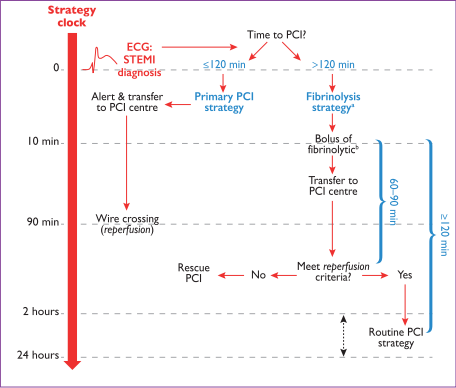 Strategy
clock
Time to PCI?
ECG:
STEMI
diagnosis
0
≤120 min
>120 min
Alert & transfer
to PCI centre
Primary PCI
strategy
Fibrinolysis
strategyᵃ
10 min
Bolus of
fibrinolyticᵇ
Transfer to
PCI centre
60–90 min
≥120 min
90 min
Wire crossing
(reperfusion)
Rescue
PCI
No
Meet reperfusion
criteria?
Yes
2 hours
Routine PCI
strategy
24 hours